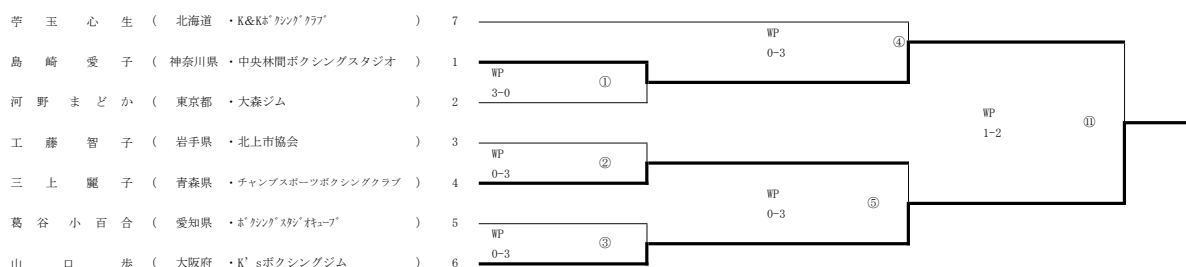 苧玉心生 ( 北海道 ・K&Kボクシングクラブ ) 7
WP
0-3
④
島崎愛子 ( 神奈川県 ・中央林間ボクシングスタジオ ) 1
WP
3-0
①
河野まどか ( 東京都 ・大森ジム ) 2
WP
1-2
⑪
工藤智子 ( 岩手県 ・北上市協会 ) 3
WP
0-3
②
三上麗子 ( 青森県 ・チャンプスポーツボクシングクラブ ) 4
WP
0-3
⑤
葛谷小百合 ( 愛知県 ・ボクシングスタジオキューブ ) 5
WP
0-3
③
山口歩 ( 大阪府 ・K's ボクシングジム ) 6